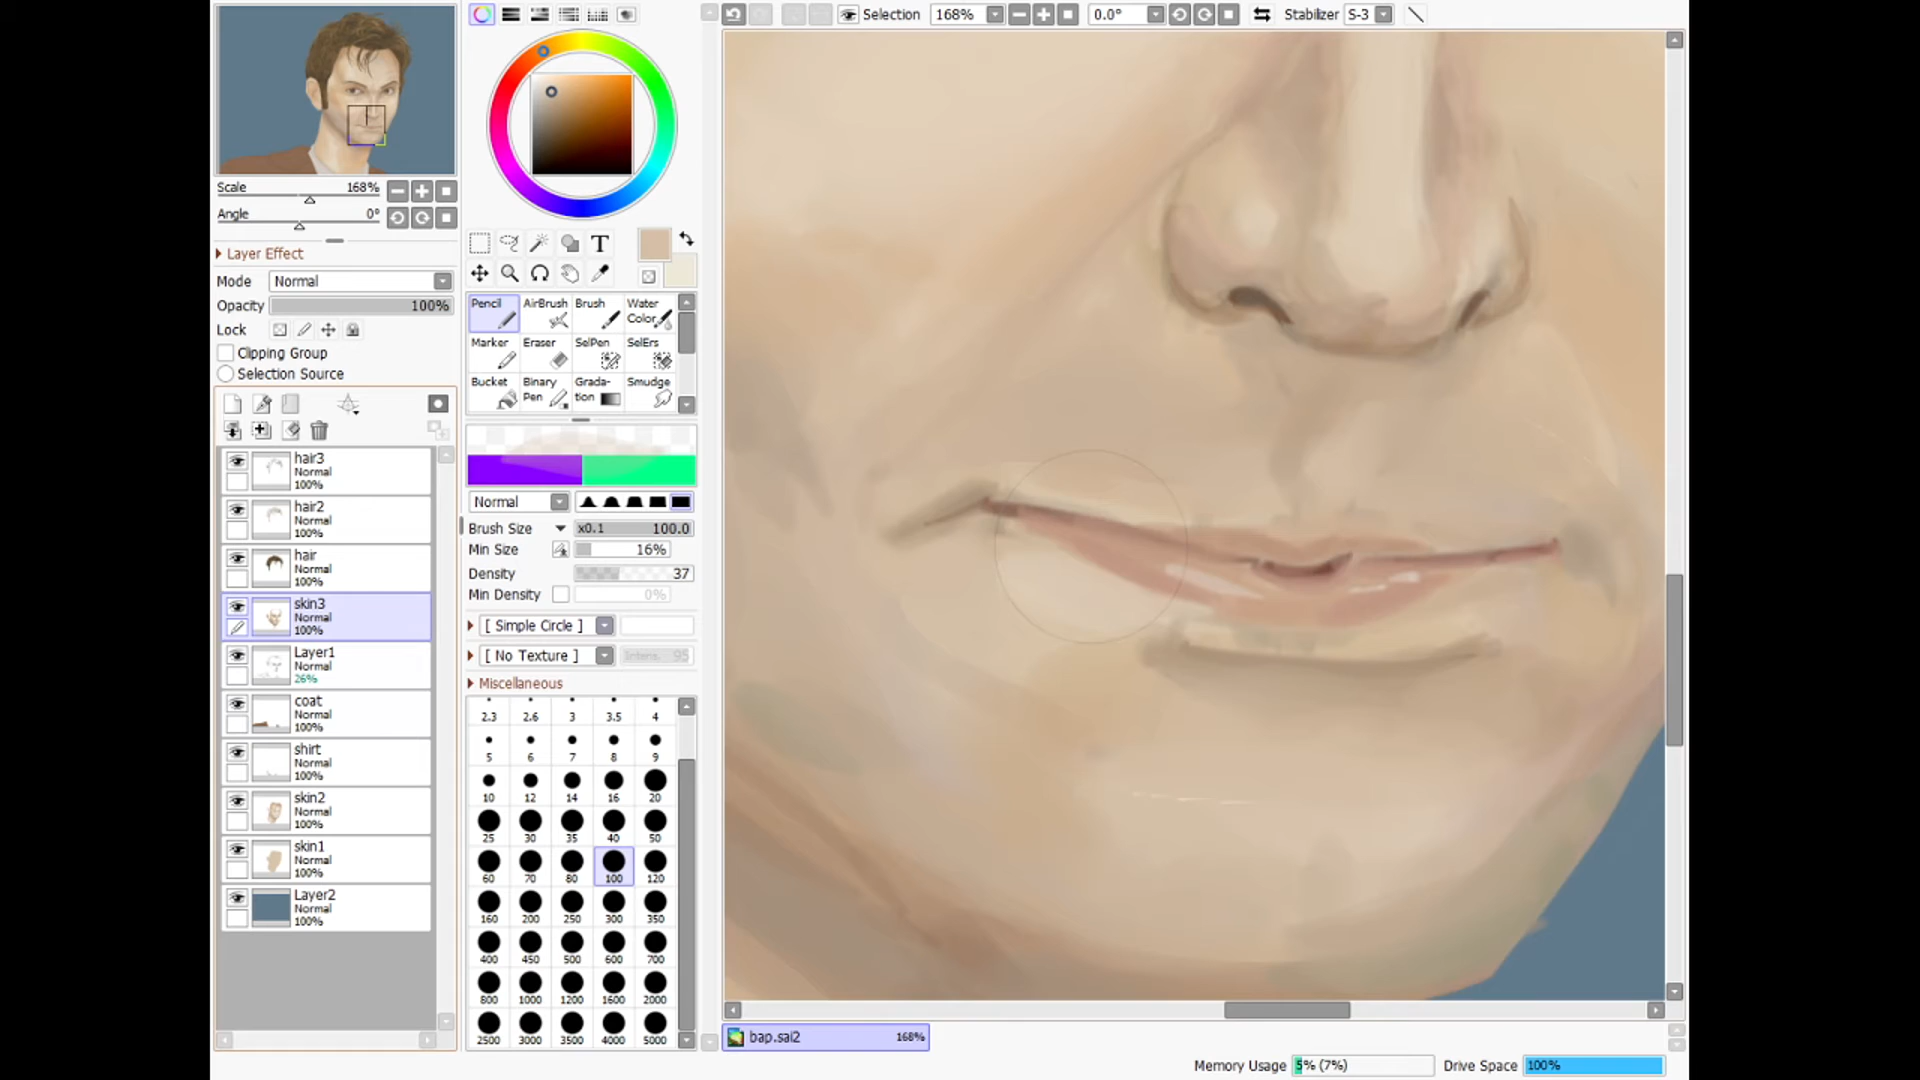 Selection
168%
0.0°
Stabilizer
S-3
Scale
168%
Angle
0°
Layer Effect
Mode
Normal
Opacity
100%
Lock
Clipping Group
Selection Source
hair3
Normal
100%
hair2
Normal
100%
hair
Normal
100%
skin3
Normal
100%
Layer1
Normal
26%
coat
Normal
100%
shirt
Normal
100%
skin2
Normal
100%
skin1
Normal
100%
Layer2
Normal
100%
T
Pencil
AirBrush
Brush
Water
Color
Marker
Eraser
SelPen
SelErs
Bucket
Binary
Pen
Grada-
tion
Smudge
Normal
Brush Size
x0.1
100.0
Min Size
16%
Density
37
Min Density
0%
[ Simple Circle ]
[ No Texture ]
Intens.
95
Miscellaneous
2.3 2.6 3 3.5 4
5 6 7 8 9
10 12 14 16 20
25 30 35 40 50
60 70 80 100 120
160 200 250 300 350
400 450 500 600 700
800 1000 1200 1600 2000
2500 3000 3500 4000 5000
bap.sai2
168%
Memory Usage
5% (7%)
Drive Space
100%